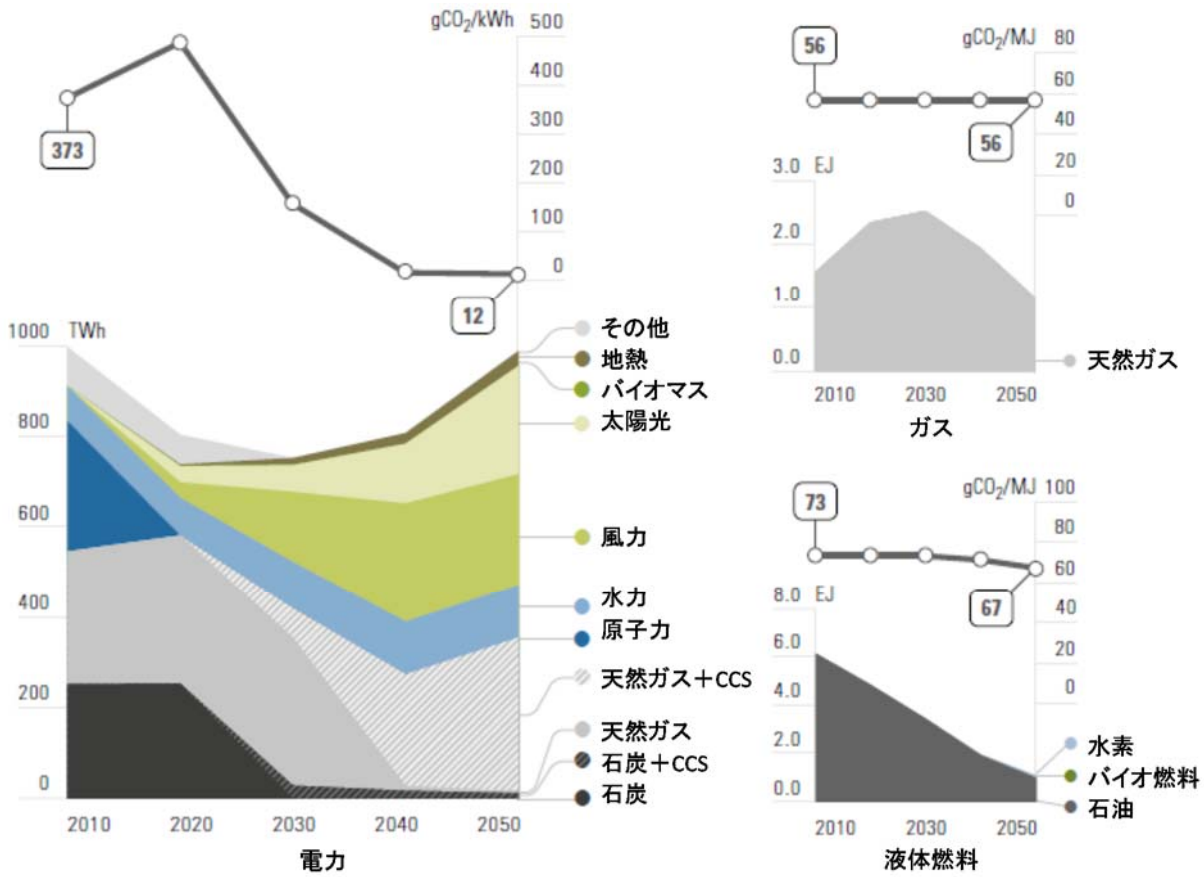 gCO2/kWh
500
400
300
200
100
0
373
12
1000 TWh
800
600
400
200
0
2010 2020 2030 2040 2050
電力
その他
地熱
バイオマス
太陽光
風力
水力
原子力
天然ガス+CCS
天然ガス
石炭+CCS
石炭
gCO2/MJ
80
60
40
20
0
56
56
3.0 EJ
2.0
1.0
0.0
2010 2030 2050
ガス
天然ガス
gCO2/MJ
100
80
60
40
20
0
73
67
8.0 EJ
6.0
4.0
2.0
0.0
2010 2030 2050
液体燃料
水素
バイオ燃料
石油